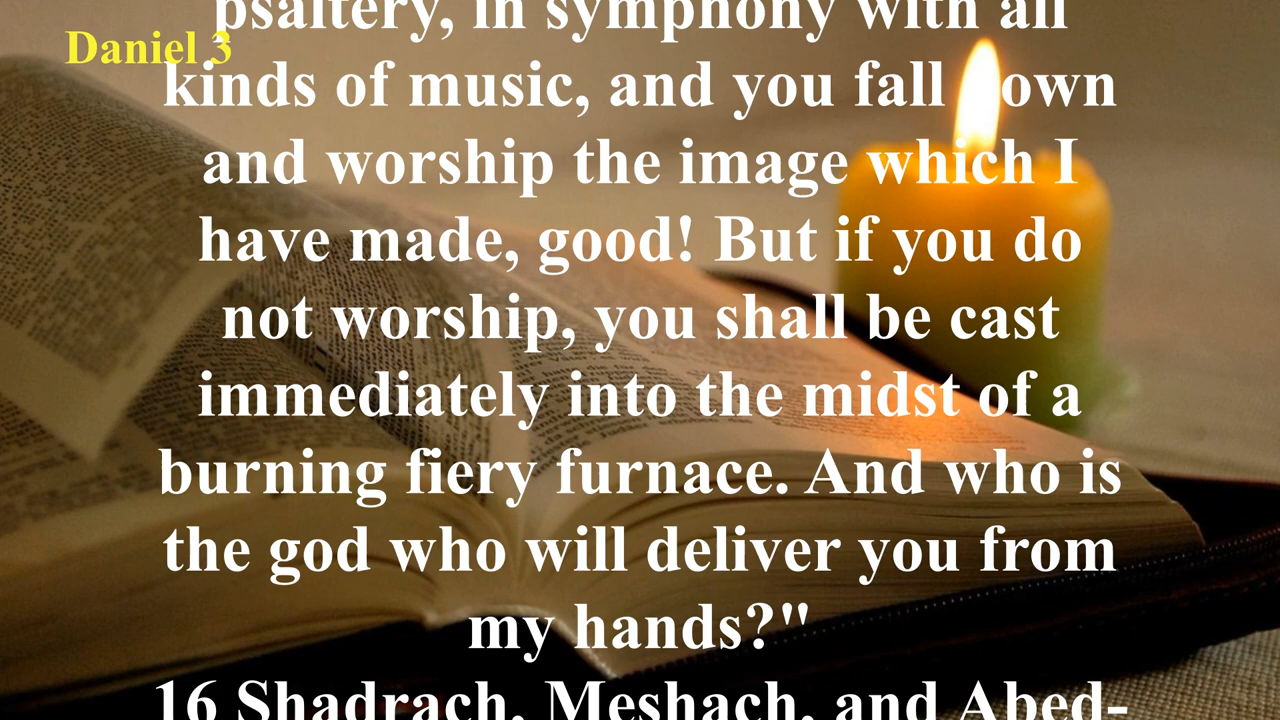 psaltery, in symphony with all
Daniel 3
kinds of music, and you fall down
and worship the image which I
have made, good! But if you do
not worship, you shall be cast
immediately into the midst of a
burning fiery furnace. And who is
the god who will deliver you from
my hands?"
16 Shadrach, Meshach, and Abed-